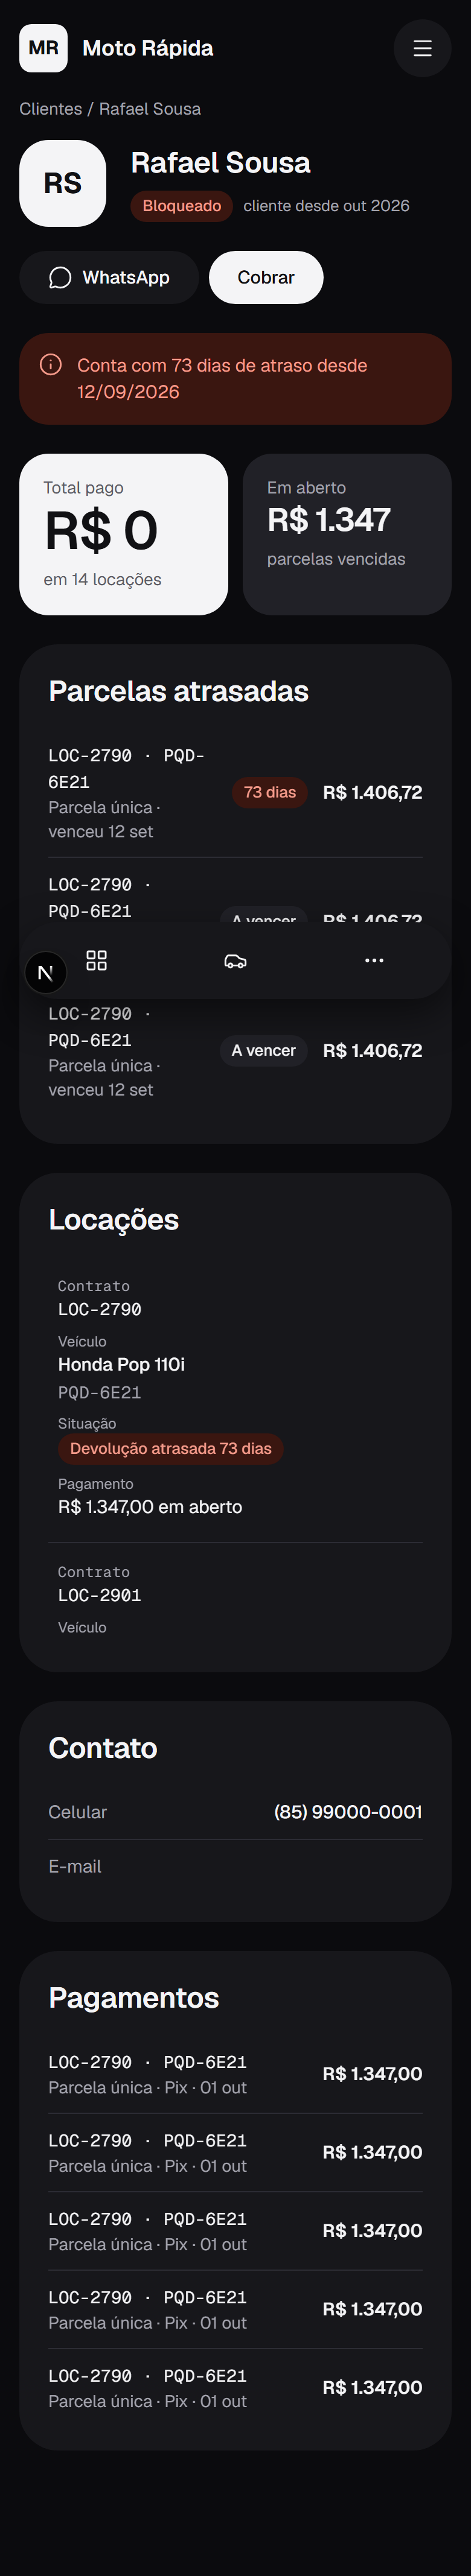 MR
Moto Rápida
Clientes / Rafael Sousa
RS
Rafael Sousa
Bloqueado
cliente desde out 2026
WhatsApp
Cobrar
Conta com 73 dias de atraso desde
12/09/2026
Total pago
R$ 0
em 14 locações
Em aberto
R$ 1.347
parcelas vencidas
Parcelas atrasadas
LOC-2790 · PQD-
6E21
Parcela única ·
venceu 12 set
73 dias
R$ 1.406,72
LOC-2790 ·
PQD-6E21
A vencer
R$ 1.406,72
N
LOC-2790 ·
PQD-6E21
Parcela única ·
venceu 12 set
A vencer
R$ 1.406,72
Locações
Contrato
LOC-2790
Veículo
Honda Pop 110i
PQD-6E21
Situação
Devolução atrasada 73 dias
Pagamento
R$ 1.347,00 em aberto
Contrato
LOC-2901
Veículo
Contato
Celular
(85) 99000-0001
E-mail
Pagamentos
LOC-2790 · PQD-6E21
Parcela única · Pix · 01 out
R$ 1.347,00
LOC-2790 · PQD-6E21
Parcela única · Pix · 01 out
R$ 1.347,00
LOC-2790 · PQD-6E21
Parcela única · Pix · 01 out
R$ 1.347,00
LOC-2790 · PQD-6E21
Parcela única · Pix · 01 out
R$ 1.347,00
LOC-2790 · PQD-6E21
Parcela única · Pix · 01 out
R$ 1.347,00